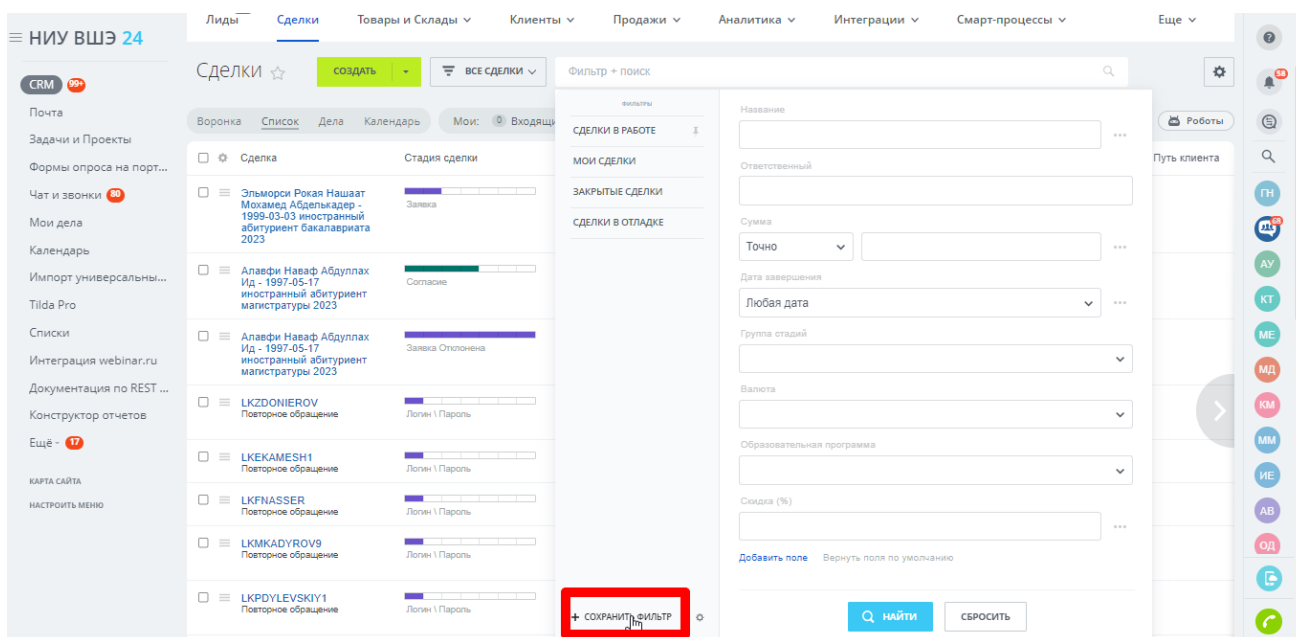 Лиды Сделки Товары и Склады Клиенты Продажи Аналитика Интеграции Смарт-процессы Еще
НИУ ВШЭ 24
Сделки СОЗДАТЬ ВСЕ СДЕЛКИ Фильтр + поиск
58
CRM 99+
Почта
Задачи и Проекты
Формы опроса на порт...
Чат и звонки 80
Мои дела
Календарь
Импорт универсальны...
Tilda Pro
Списки
Интеграция webinar.ru
Документация по REST ...
Конструктор отчетов
Ещё - 17
КАРТА САЙТА
НАСТРОИТЬ МЕНЮ
Воронка Список Дела Календарь Мои: 0 Входящи
Роботы
Сделка Стадия сделки
Путь клиента
Эльморси Рокая Нашаат
Мохамед Абделькадер -
1999-03-03 иностранный
абитуриент бакалавриата
2023
Заявка
Алавфи Наваф Абдуллах
Ид - 1997-05-17
иностранный абитуриент
магистратуры 2023
Согласие
Алавфи Наваф Абдуллах
Ид - 1997-05-17
иностранный абитуриент
магистратуры 2023
Заявка Отклонена
LKZDONIEROV
Повторное обращение Логин \ Пароль
LKEKAMESH1
Повторное обращение Логин \ Пароль
LKFNASSER
Повторное обращение Логин \ Пароль
LKMKADYROV9
Повторное обращение Логин \ Пароль
LKPDYLEVSKIY1
Повторное обращение Логин \ Пароль
ФИЛЬТРЫ
СДЕЛКИ В РАБОТЕ
МОИ СДЕЛКИ
ЗАКРЫТЫЕ СДЕЛКИ
СДЕЛКИ В ОТЛАДКЕ
+ СОХРАНИТЬ ФИЛЬТР
Название
Ответственный
Сумма
Точно
Дата завершения
Любая дата
Группа стадий
Валюта
Образовательная программа
Скидка (%)
Добавить поле Вернуть поля по умолчанию
НАЙТИ СБРОСИТЬ
ГН
68
АУ
КТ
МЕ
МД
КМ
ММ
ИЕ
АВ
ОД